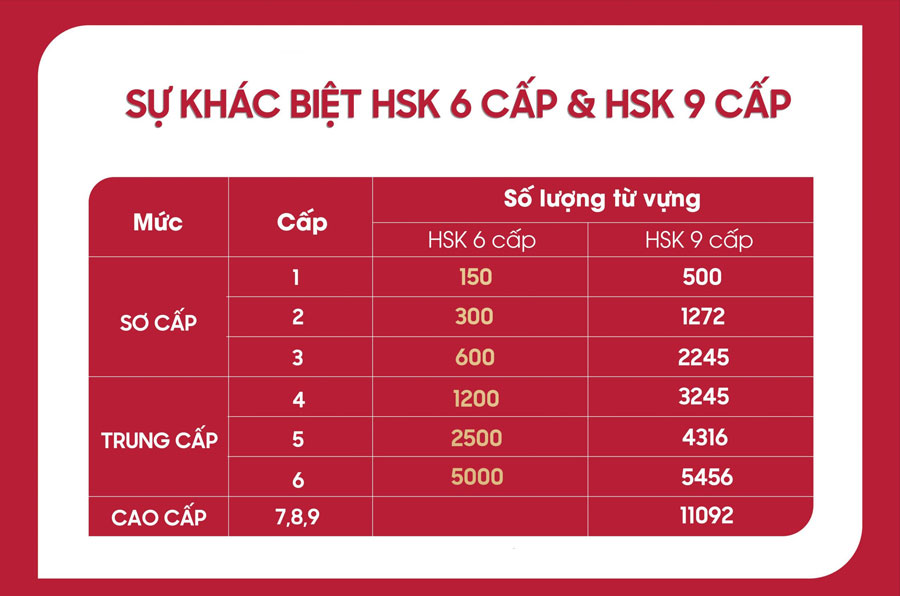 SỰ KHÁC BIỆT HSK 6 CẤP & HSK 9 CẤP
Mức Cấp Số lượng từ vựng
HSK 6 cấp HSK 9 cấp
SƠ CẤP
1 150 500
2 300 1272
3 600 2245
TRUNG CẤP
4 1200 3245
5 2500 4316
6 5000 5456
CAO CẤP 7,8,9 11092